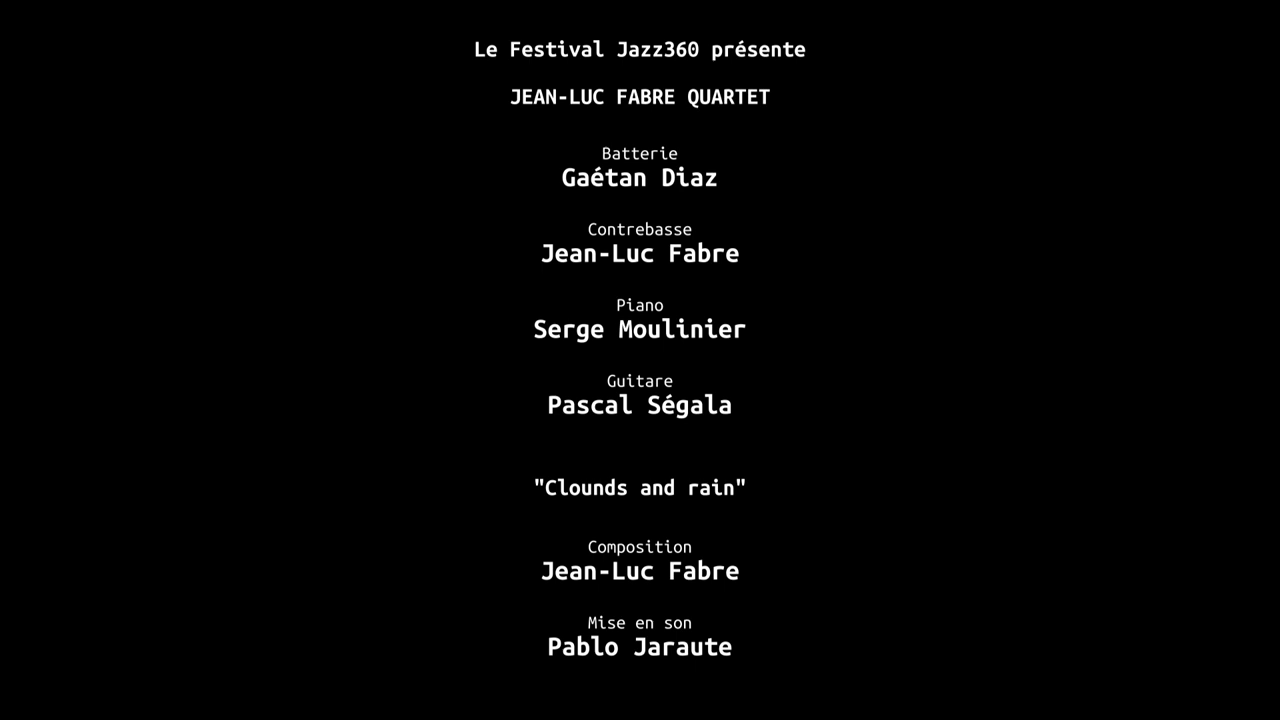 Le Festival Jazz360 présente
JEAN-LUC FABRE QUARTET
Batterie
Gaétan Diaz
Contrebasse
Jean-Luc Fabre
Piano
Serge Moulinier
Guitare
Pascal Ségala
"Clounds and rain"
Composition
Jean-Luc Fabre
Mise en son
Pablo Jaraute